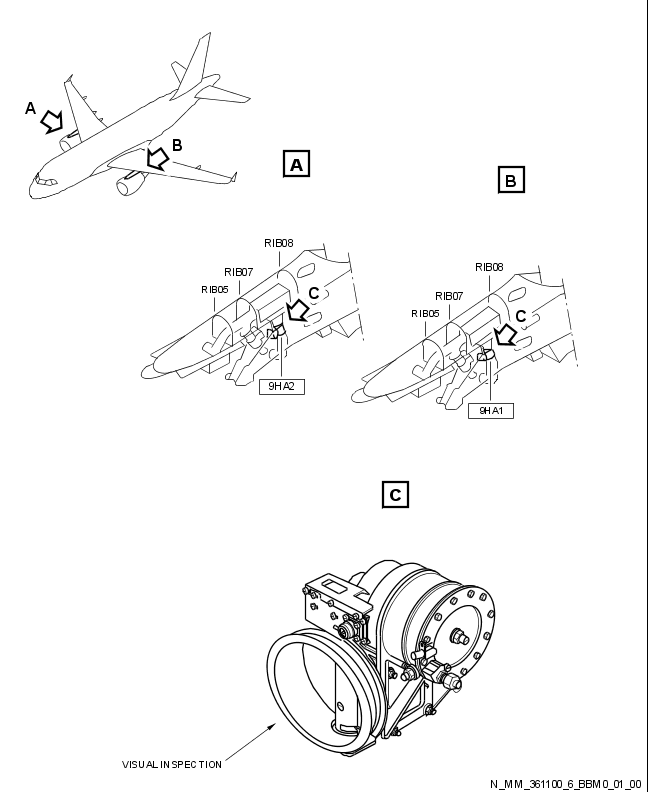 A
B
A
B
RIB08
RIB07
RIB05
C
9HA2
RIB08
RIB07
RIB05
C
9HA1
C
VISUAL INSPECTION
N_MM_361100_6_BBM0_01_00